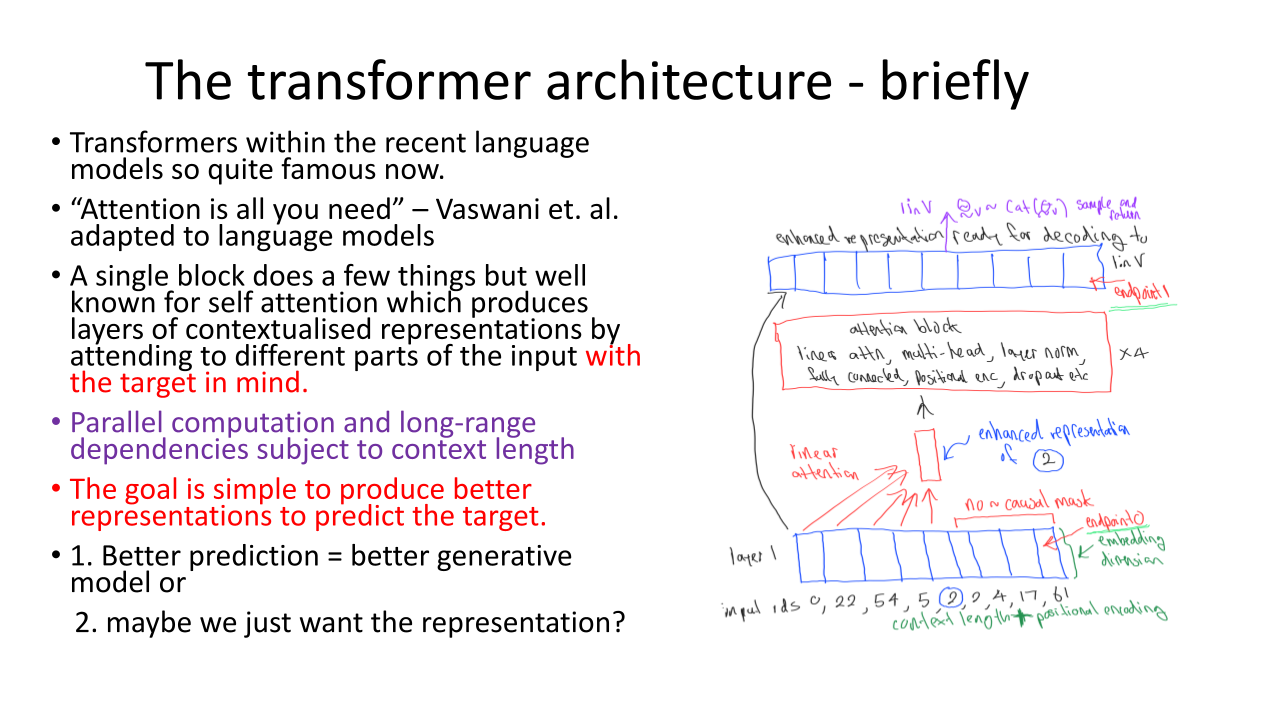 The transformer architecture - briefly
• Transformers within the recent language
models so quite famous now.
• “Attention is all you need” – Vaswani et. al.
adapted to language models
• A single block does a few things but well
known for self attention which produces
layers of contextualised representations by
attending to different parts of the input with
the target in mind.
• Parallel computation and long-range
dependencies subject to context length
• The goal is simple to produce better
representations to predict the target.
• 1. Better prediction = better generative
model or
2. maybe we just want the representation?
linV ~ Cat( ) sample and
return
enhanced representation ready for decoding to
linV
endpoint1
attention block
linear attn, multi-head, layer norm,
fully connected, positional enc, dropout etc
x4
enhanced representation
of 2
linear
attention
no ~ causal mask
endpoint0
embedding
dimension
layer 1
input ids 0, 22, 54, 5, 2, 2, 4, 17, 61
context length + positional encoding